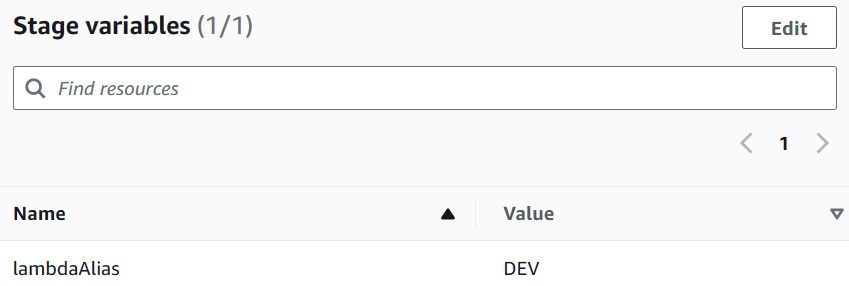 Stage variables (1/1)
Edit
Find resources
1
Name Value
lambdaAlias DEV